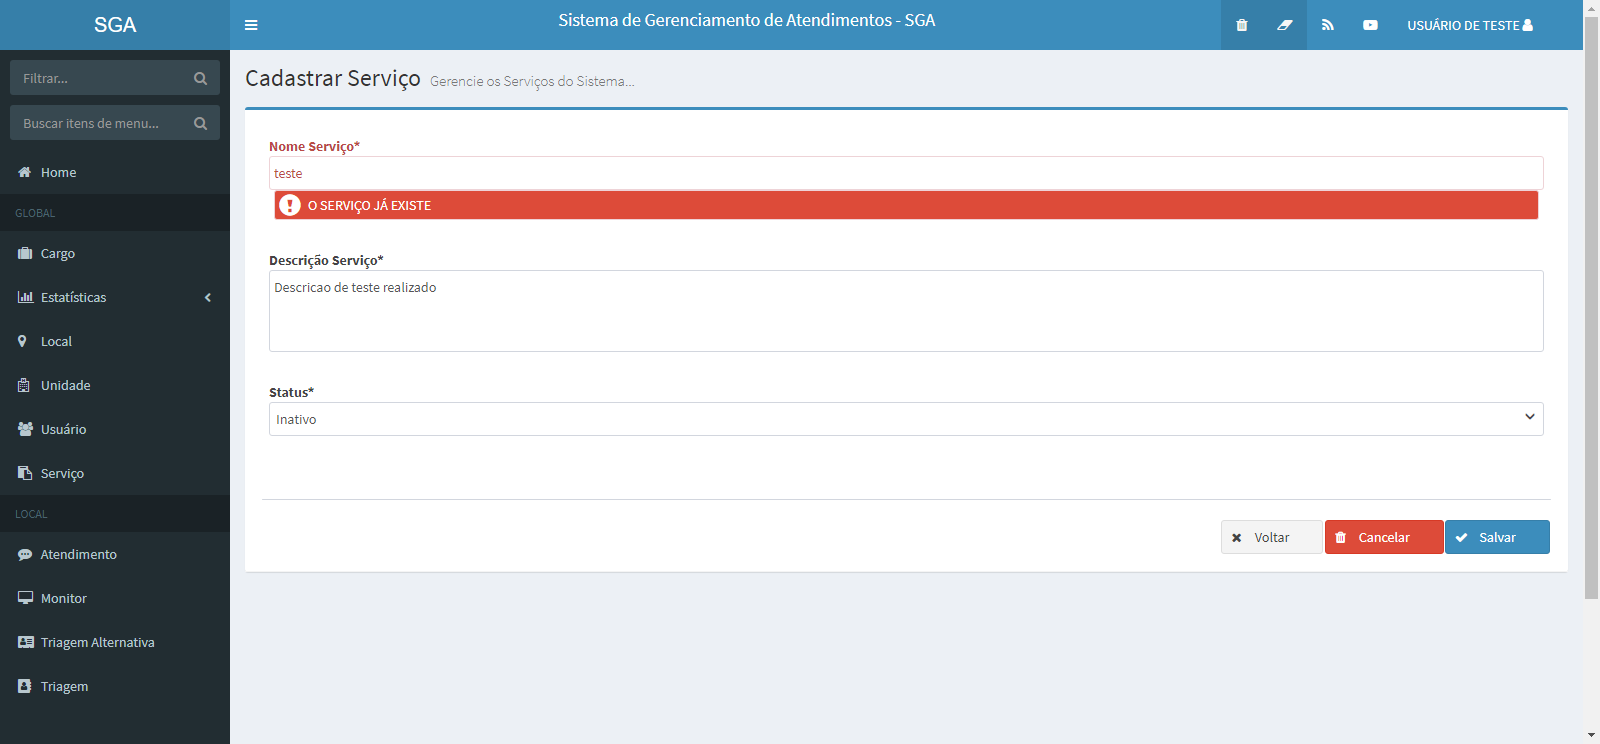 SGA
Sistema de Gerenciamento de Atendimentos - SGA
USUÁRIO DE TESTE
Filtrar...
Buscar itens de menu...
Home
GLOBAL
Cargo
Estatísticas
Local
Unidade
Usuário
Serviço
LOCAL
Atendimento
Monitor
Triagem Alternativa
Triagem
Cadastrar Serviço Gerencie os Serviços do Sistema...
Nome Serviço*
teste
O SERVIÇO JÁ EXISTE
Descrição Serviço*
Descricao de teste realizado
Status*
Inativo
Voltar
Cancelar
Salvar